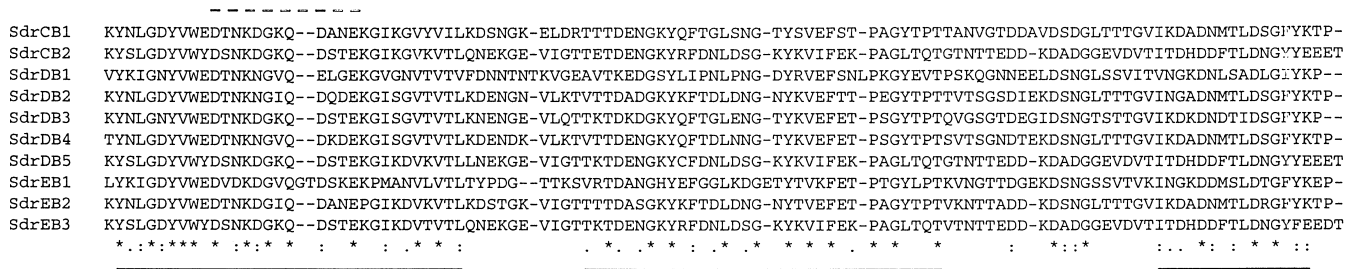 SdrCB1 KYNLGDYVWEDTNKDGKQ--DANEKGIKGVYVILKDSNGK-ELDRTTTDENGKYQFTGLSNG-TYSVEFST-PAGYTPTTANVGTDDAVDSDGLTTTGVIKDADNMTLDSGFYKTP-
SdrCB2 KYSLGDYVWYDSNKDGKQ--DSTEKGIKDVKVTLQNEKGE-VIGTTETDENGKYRFDNLDSG-KYKVIFEK-PAGLTQTGTNTTEDD-KDADGGEVDVTITDHDDFTLDNGYYEEET
SdrDB1 VYKIGNYVWEDTNKNGVQ--ELGEKGVGNVTVTVFDNNTNTKVGEAVTKEDGSYLIPNLPNG-DYRVEFSNLPKGYEVTPSKQGNNEELDSNGLSSVITVNGKDNLSADLGIYKP--
SdrDB2 KYNLGDYVWEDTNKNGIQ--DQDEKGISGVTVTLKDENGN-VLKTVTTDADGKYKFTDLDNG-NYKVEFTT-PEGYTPTTVTSGSDIEKDSNGLTTTGVINGADNMTLDSGFYKTP-
SdrDB3 KYNLGNYVWEDTNKDGKQ--DSTEKGISGVTVTLKNENGE-VLQTTKTDKDGKYQFTGLENG-TYKVEFET-PSGYTPTQVGSGTDEGIDSNGTSTTGVIKDKDNDTIDSGFYKP--
SdrDB4 TYNLGDYVWEDTNKNGVQ--DKDEKGISGVTVTLKDENDK-VLKTVTTDENGKYQFTDLNNG-TYKVEFET-PSGYTPTSVTSGNDTEKDSNGLTTTGVIKDADNMTLDSGFYKTP-
SdrDB5 KYSLGDYVWYDSNKDGKQ--DSTEKGIKDVKVTLLNEKGE-VIGTTKTDENGKYCFDNLDSG-KYKVIFEK-PAGLTQTGTNTTEDD-KDADGGEVDVTITDHDDFTLDNGYYEEET
SdrEB1 LYKIGDYVWEDVDKDGVQGTDSKEKPMANVLVTLTYPDG--TTKSVRTDANGHYEFGGLKDGETYTVKFET-PTGYLPTKVNGTTDGEKDSNGSSVTVKINGKDDMSLDTGFYKEP-
SdrEB2 KYNLGDYVWEDTNKDGIQ--DANEPGIKDVKVTLKDSTGK-VIGTTTTDASGKYKFTDLDNG-NYTVEFET-PAGYTPTVKNTTADD-KDSNGLTTTGVIKDADNMTLDRGFYKTP-
SdrEB3 KYSLGDYVWYDSNKDGKQ--DSTEKGIKDVKVTLQNEKGE-VIGTTKTDENGKYRFDNLDSG-KYKVIFEK-PAGLTQTVTNTTEDD-KDADGGEVDVTITDHDDFTLDNGYFEEDT
*.:*:*** * :*:* * : * * * * . .: * * * . * * * * . * * * : *::* :.. *: : * * ::